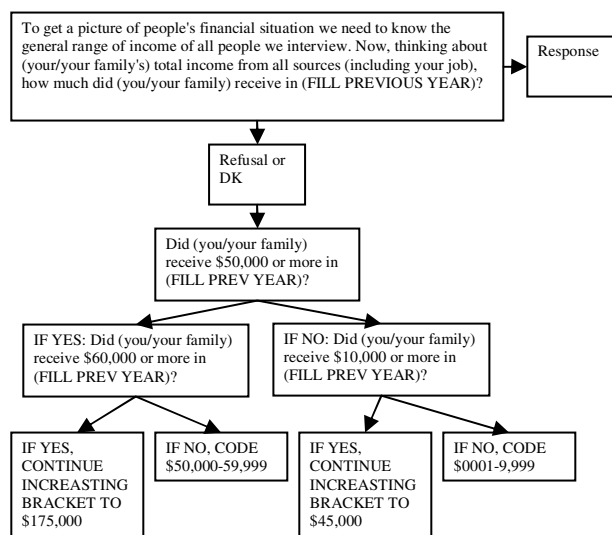 To get a picture of people's financial situation we need to know the
general range of income of all people we interview. Now, thinking about
(your/your family's) total income from all sources (including your job),
how much did (you/your family) receive in (FILL PREVIOUS YEAR)?
Response
Refusal or
DK
Did (you/your family)
receive $50,000 or more in
(FILL PREV YEAR)?
IF YES: Did (you/your family)
receive $60,000 or more in
(FILL PREV YEAR)?
IF NO: Did (you/your family)
receive $10,000 or more in
(FILL PREV YEAR)?
IF YES,
CONTINUE
INCREASTING
BRACKET TO
$175,000
IF NO, CODE
$50,000-59,999
IF YES,
CONTINUE
INCREASTING
BRACKET TO
$45,000
IF NO, CODE
$0001-9,999